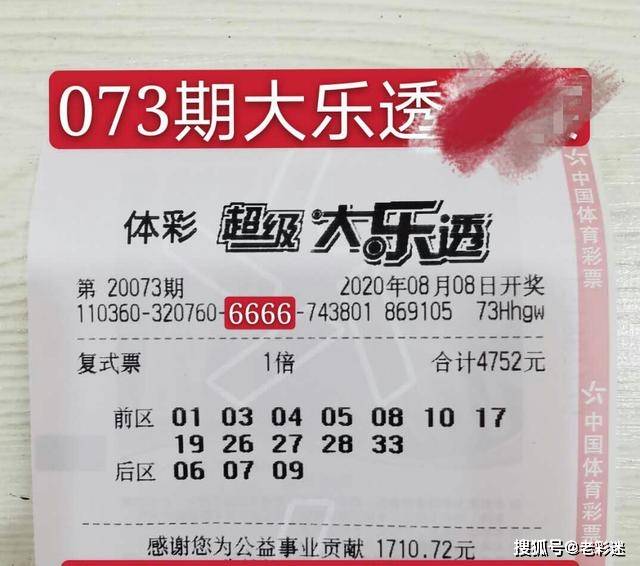 073期大乐透
体彩 超级大乐透
第 20073期 2020年08月08日开奖
110360-320760-6666-743801 869105 73Hhgw
复式票 1倍 合计4752元
前区 01 03 04 05 08 10 17
19 26 27 28 33
后区 06 07 09
感谢您为公益事业贡献 1710.72元
中国体育彩票
中国体育彩票
搜狐号@老彩迷